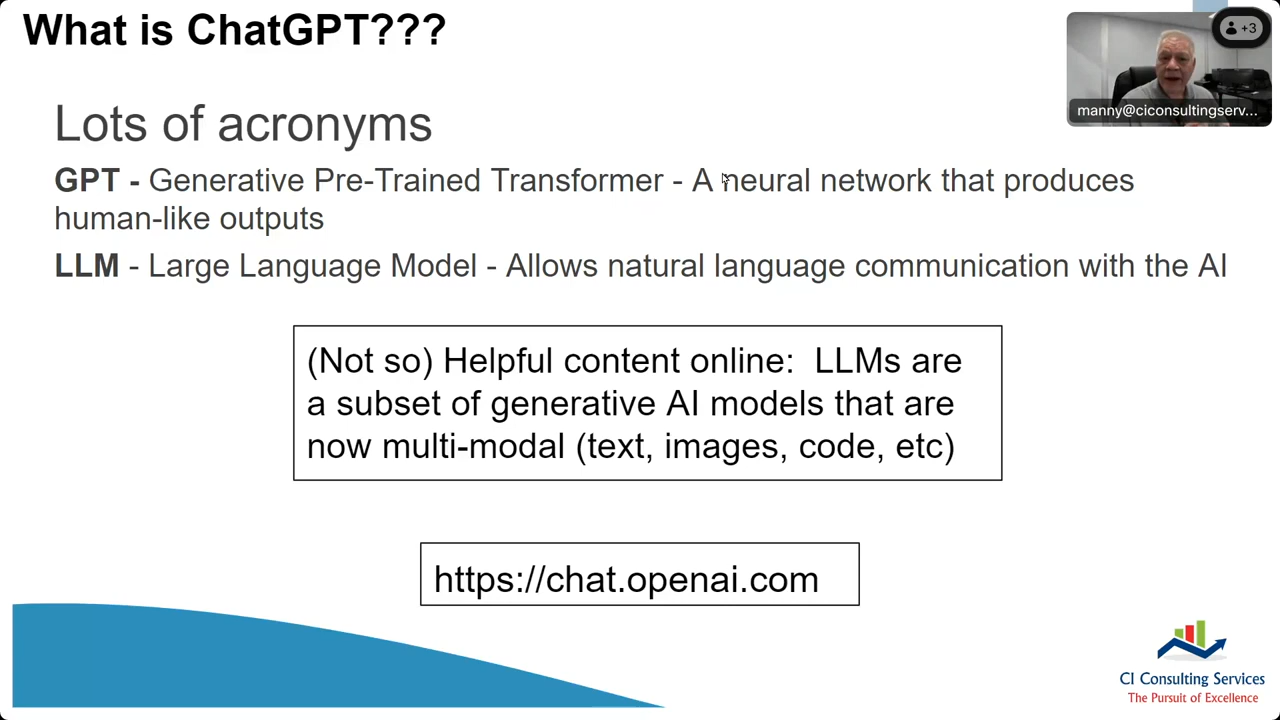 What is ChatGPT???
+3
manny@ciconsultingserv...
Lots of acronyms
GPT - Generative Pre-Trained Transformer - A neural network that produces
human-like outputs
LLM - Large Language Model - Allows natural language communication with the AI
(Not so) Helpful content online:  LLMs are
a subset of generative AI models that are
now multi-modal (text, images, code, etc)
https://chat.openai.com
CI Consulting Services
The Pursuit of Excellence